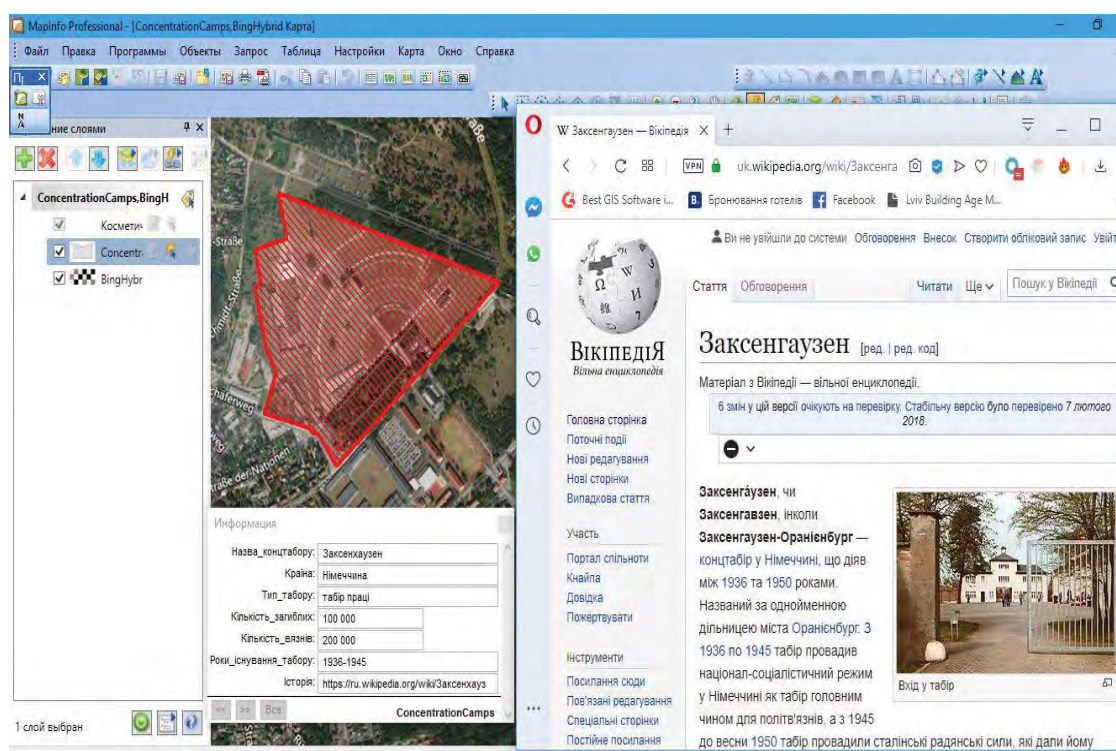 MapInfo Professional - [ConcentrationCamps,BingHybrid Карта]
Файл Правка Программы Объекты Запрос Таблица Настройки Карта Окно Справка
ние слоями
ConcentrationCamps,BingH
Косметич
Concentr
BingHybr
1 слой выбран
-Straße
chmidt-Straße
chäferweg
raße der Nationen
Информация
Назва_концтабору: Заксенхаузен
Країна: Німеччина
Тип_табору: табір праці
Кількість_загиблих: 100 000
Кількість_вязнів: 200 000
Роки_існування_табору: 1936-1945
Історія: https://ru.wikipedia.org/wiki/Заксенхауз
<< >> Все ConcentrationCamps
W Заксенгаузен — Вікіпедія
VPN uk.wikipedia.org/wiki/Заксенга
Best GIS Software i... B. Бронювання готелів Facebook Lviv Building Age M...
ВікіпедіЯ
Вільна енциклопедія
Головна сторінка
Поточні події
Нові редагування
Нові сторінки
Випадкова стаття
Участь
Портал спільноти
Кнайпа
Довідка
Пожертвувати
Інструменти
Посилання сюди
Пов'язані редагування
Спеціальні сторінки
Постійне посилання
Ви не увійшли до системи Обговорення Внесок Створити обліковий запис Увійт
Стаття Обговорення Читати Ще Пошук у Вікіпедії
Заксенгаузен [ред. | ред. код]
Матеріал з Вікіпедії — вільної енциклопедії.
6 змін у цій версії очікують на перевірку. Стабільну версію було перевірено 7 лютого
2018.
Заксенга́узен, чи
Заксенгавзен, інколи
Заксенгаузен-Оранієнбург —
концтабір у Німеччині, що діяв
між 1936 та 1950 роками.
Названий за однойменною
дільницею міста Оранієнбург. З
1936 по 1945 табір провадив
націонал-соціалістичний режим
у Німеччині як табір головним
чином для політв'язнів, а з 1945
до весни 1950 табір провадили сталінські радянські сили, які дали йому
Вхід у табір